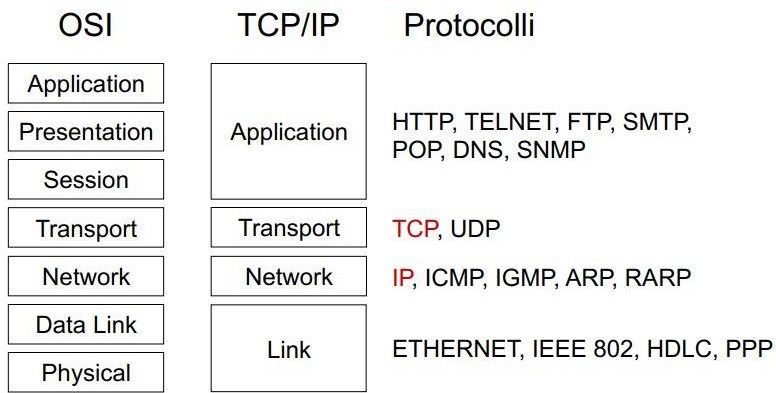 OSI TCP/IP Protocolli
Application
Presentation
Session
Transport
Network
Data Link
Physical
Application
Transport
Network
Link
HTTP, TELNET, FTP, SMTP,
POP, DNS, SNMP
TCP, UDP
IP, ICMP, IGMP, ARP, RARP
ETHERNET, IEEE 802, HDLC, PPP